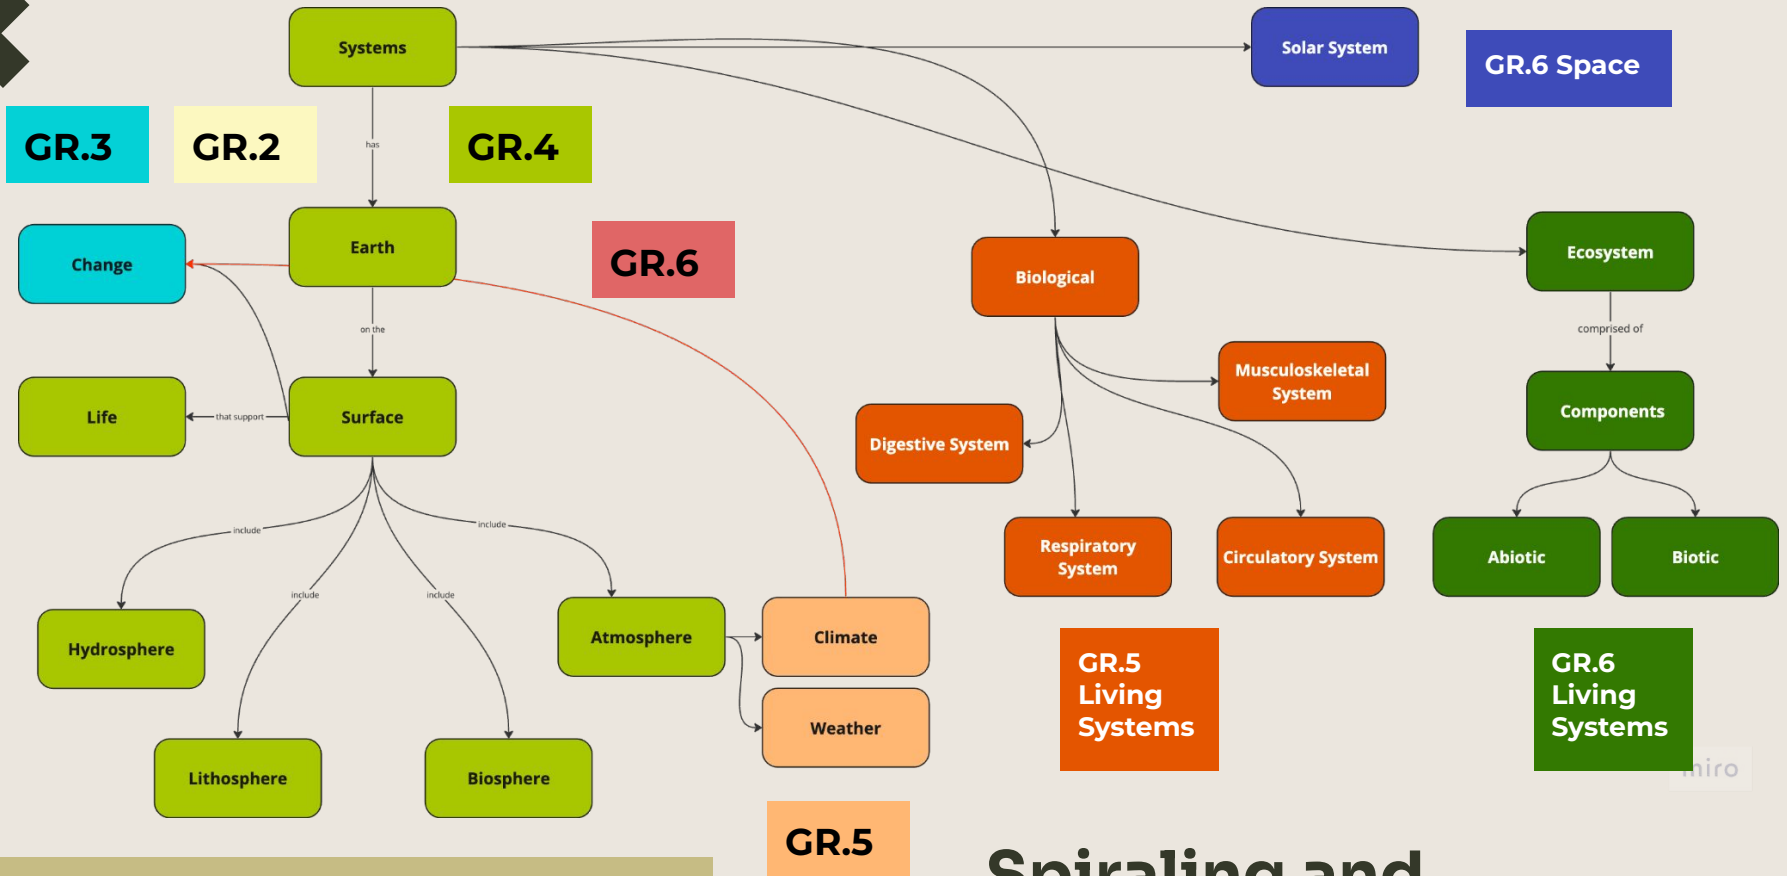 Systems
Solar System
GR.6 Space
GR.3
GR.2
GR.4
has
Change
Earth
GR.6
Biological
Ecosystem
on the
comprised of
Life
that support
Surface
Musculoskeletal
System
Digestive System
Components
include
include
include
include
Respiratory
System
Circulatory System
Abiotic
Biotic
Hydrosphere
Atmosphere
Climate
Weather
Lithosphere
Biosphere
GR.5
Living
Systems
GR.6
Living
Systems
miro
GR.5
Spiraling and